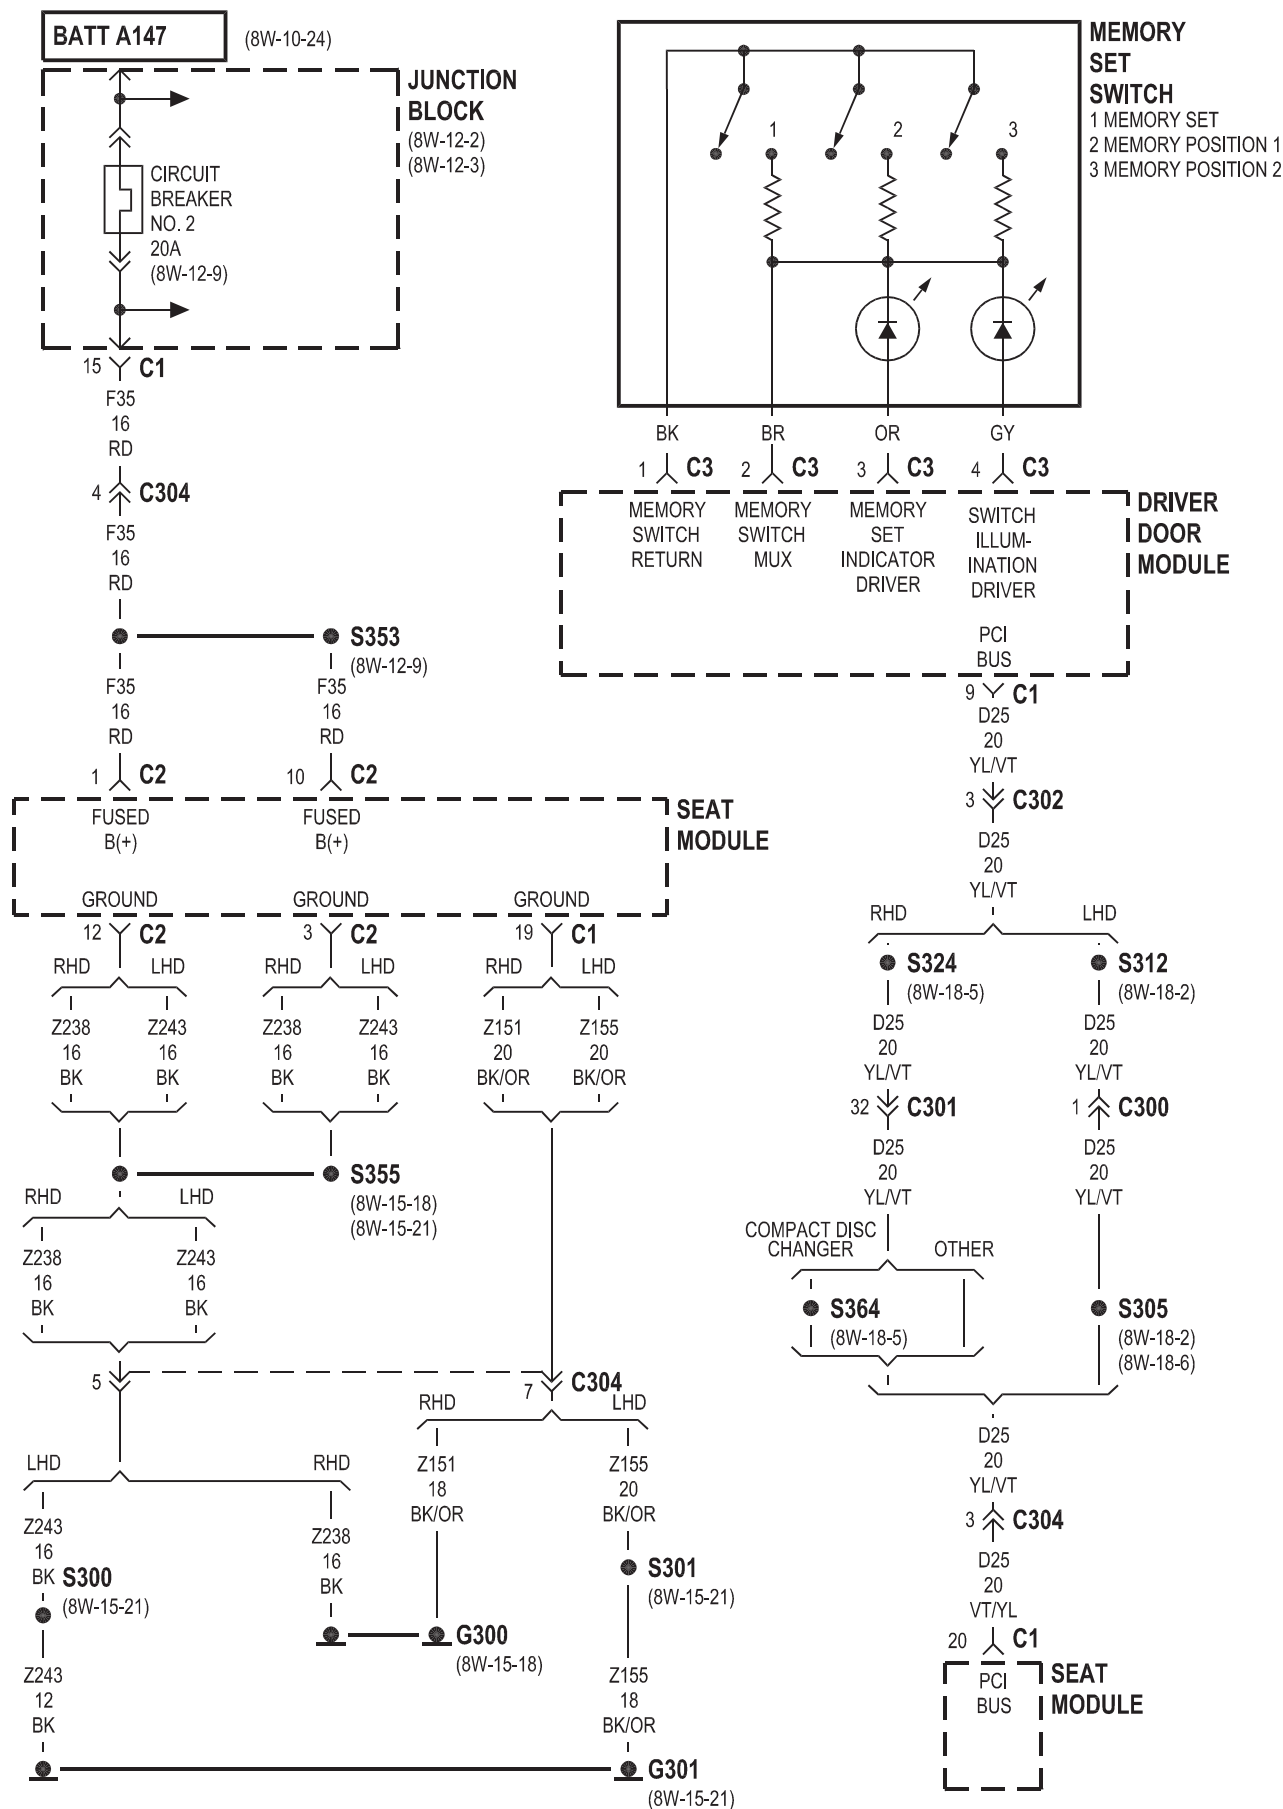 BATT A147
(8W-10-24)
JUNCTION
BLOCK
(8W-12-2)
(8W-12-3)
CIRCUIT
BREAKER
NO. 2
20A
(8W-12-9)
15 C1
F35
16
RD
4 C304
F35
16
RD
S353
(8W-12-9)
F35
16
RD
F35
16
RD
1 C2
10 C2
FUSED
B(+)
FUSED
B(+)
SEAT
MODULE
GROUND
GROUND
GROUND
12 C2
3 C2
19 C1
RHD LHD
RHD LHD
RHD LHD
Z238
16
BK
Z243
16
BK
Z238
16
BK
Z243
16
BK
Z151
20
BK/OR
Z155
20
BK/OR
S355
(8W-15-18)
(8W-15-21)
RHD LHD
Z238
16
BK
Z243
16
BK
5
7 C304
LHD RHD
RHD LHD
Z243
16
BK
S300
(8W-15-21)
Z238
16
BK
Z151
18
BK/OR
Z155
20
BK/OR
S301
(8W-15-21)
G300
(8W-15-18)
Z243
12
BK
Z155
18
BK/OR
G301
(8W-15-21)
MEMORY
SET
SWITCH
1 MEMORY SET
2 MEMORY POSITION 1
3 MEMORY POSITION 2
1
2
3
BK
BR
OR
GY
1 C3
2 C3
3 C3
4 C3
MEMORY
SWITCH
RETURN
MEMORY
SWITCH
MUX
MEMORY
SET
INDICATOR
DRIVER
SWITCH
ILLUM-
INATION
DRIVER
DRIVER
DOOR
MODULE
PCI
BUS
9 C1
D25
20
YL/VT
3 C302
D25
20
YL/VT
RHD LHD
S324
(8W-18-5)
S312
(8W-18-2)
D25
20
YL/VT
D25
20
YL/VT
32 C301
1 C300
D25
20
YL/VT
D25
20
YL/VT
COMPACT DISC
CHANGER
OTHER
S364
(8W-18-5)
S305
(8W-18-2)
(8W-18-6)
D25
20
YL/VT
3 C304
D25
20
VT/YL
20 C1
PCI
BUS
SEAT
MODULE